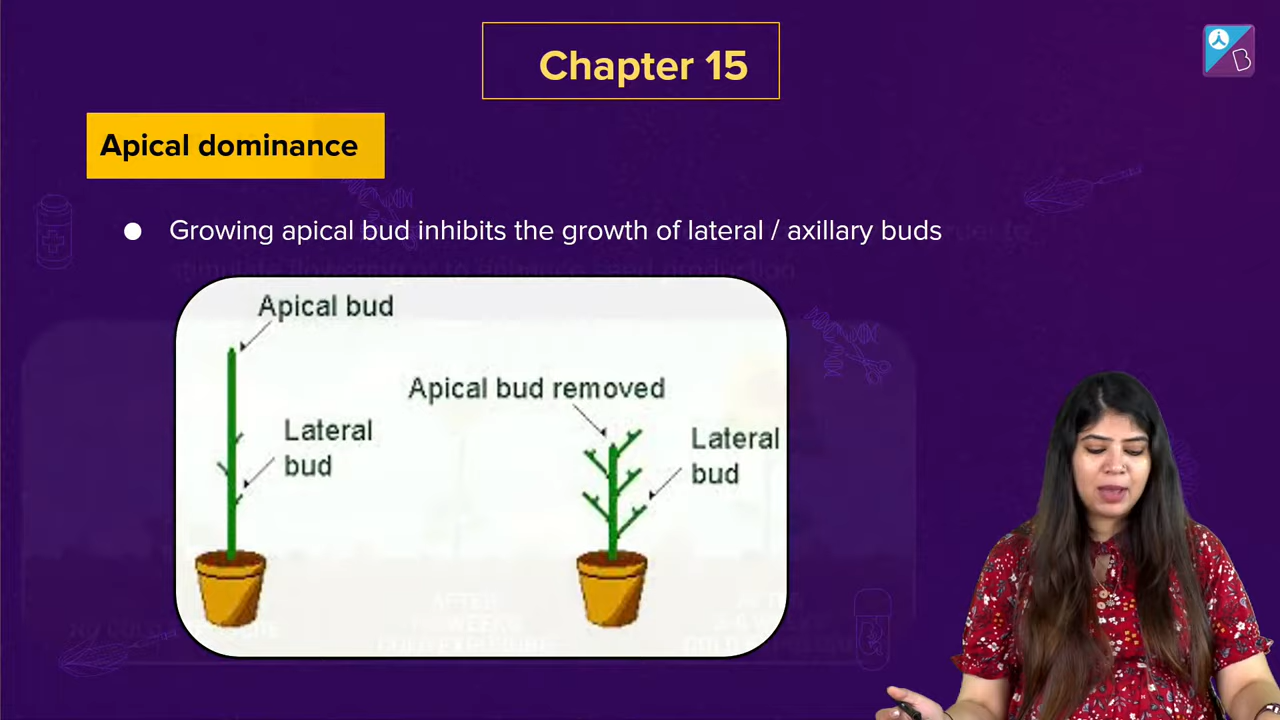 Chapter 15
Apical dominance
Growing apical bud inhibits the growth of lateral / axillary buds
Apical bud
Apical bud removed
Lateral
bud
Lateral
bud
B